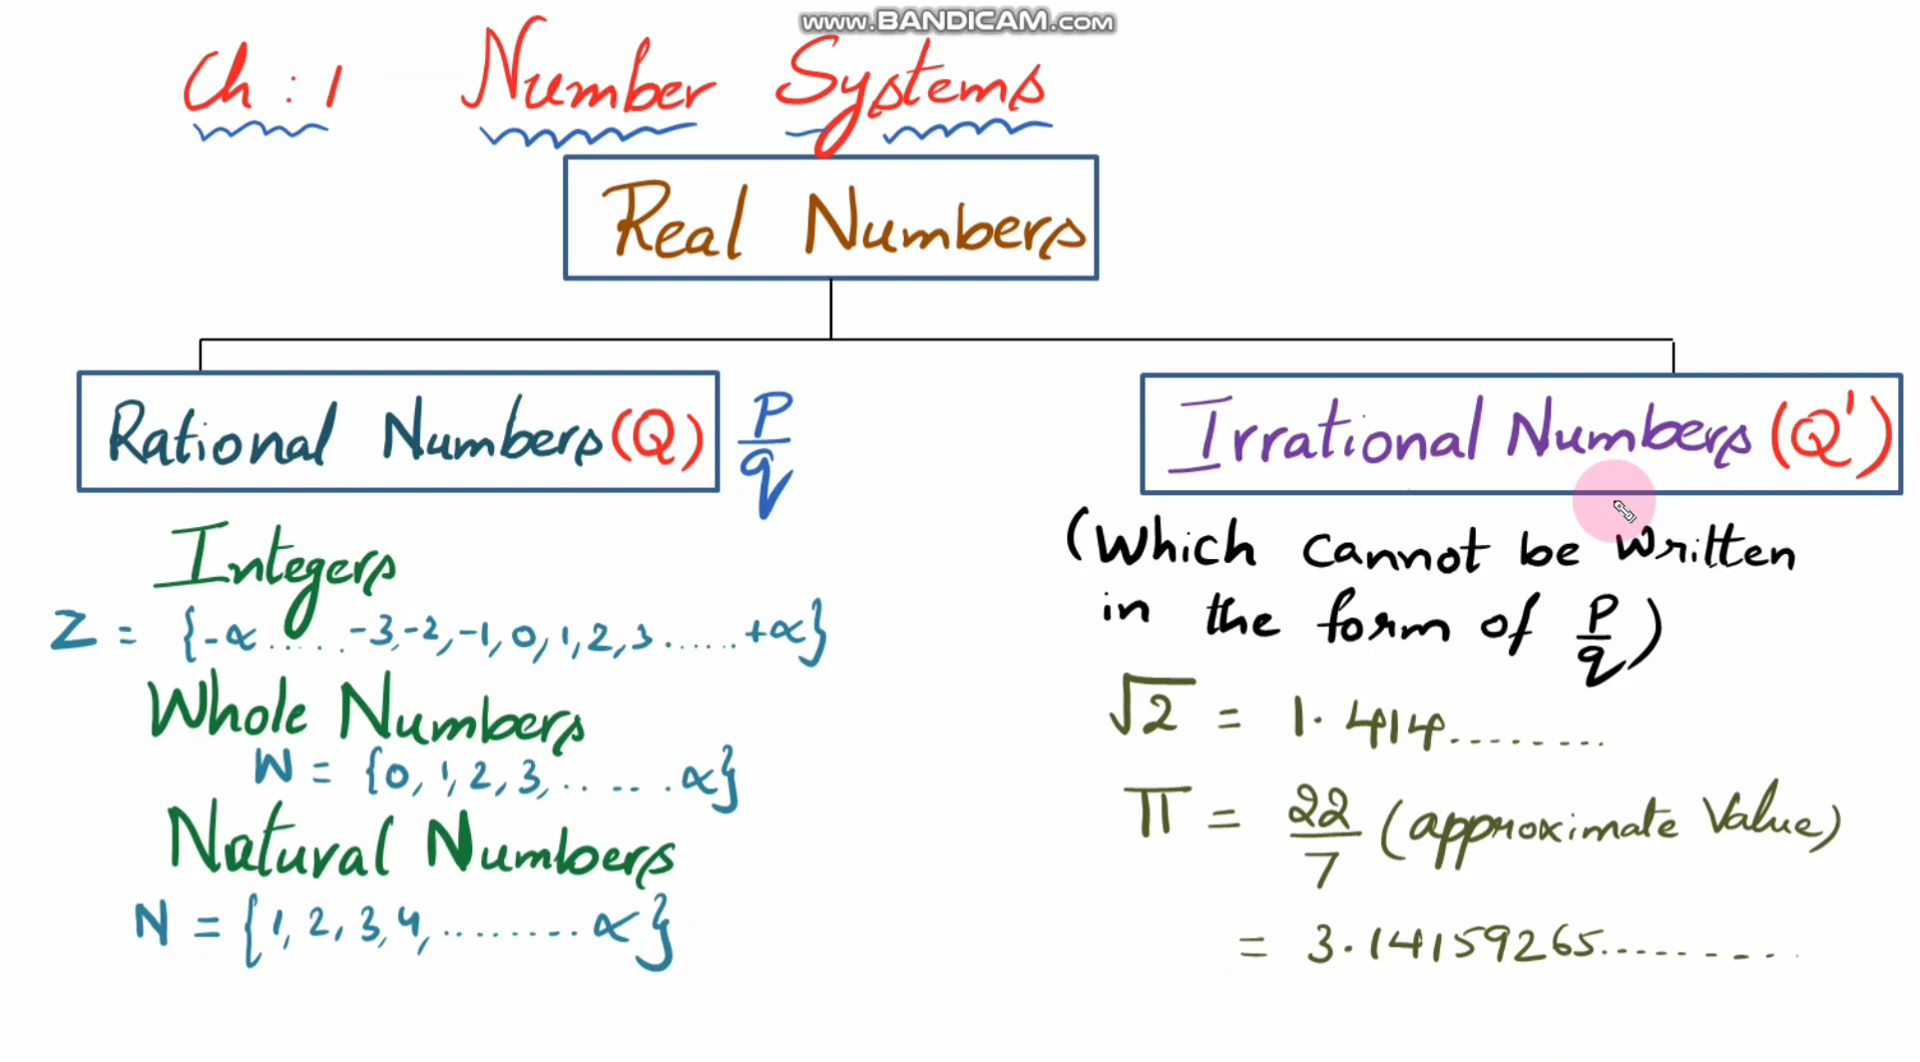 www.BANDICAM.com
Ch : 1 Number Systems
Real Numbers
Rational Numbers (Q) P/q
Integers
Z = {-∝ ..... -3, -2, -1, 0, 1, 2, 3 ...... +∝}
Whole Numbers
W = {0, 1, 2, 3, ...... ∝}
Natural Numbers
N = {1, 2, 3, 4, ......... ∝}
Irrational Numbers (Q')
(Which cannot be written
in the form of P/q)
√2 = 1.414........
π = 22/7 (approximate Value)
= 3.14159265..........